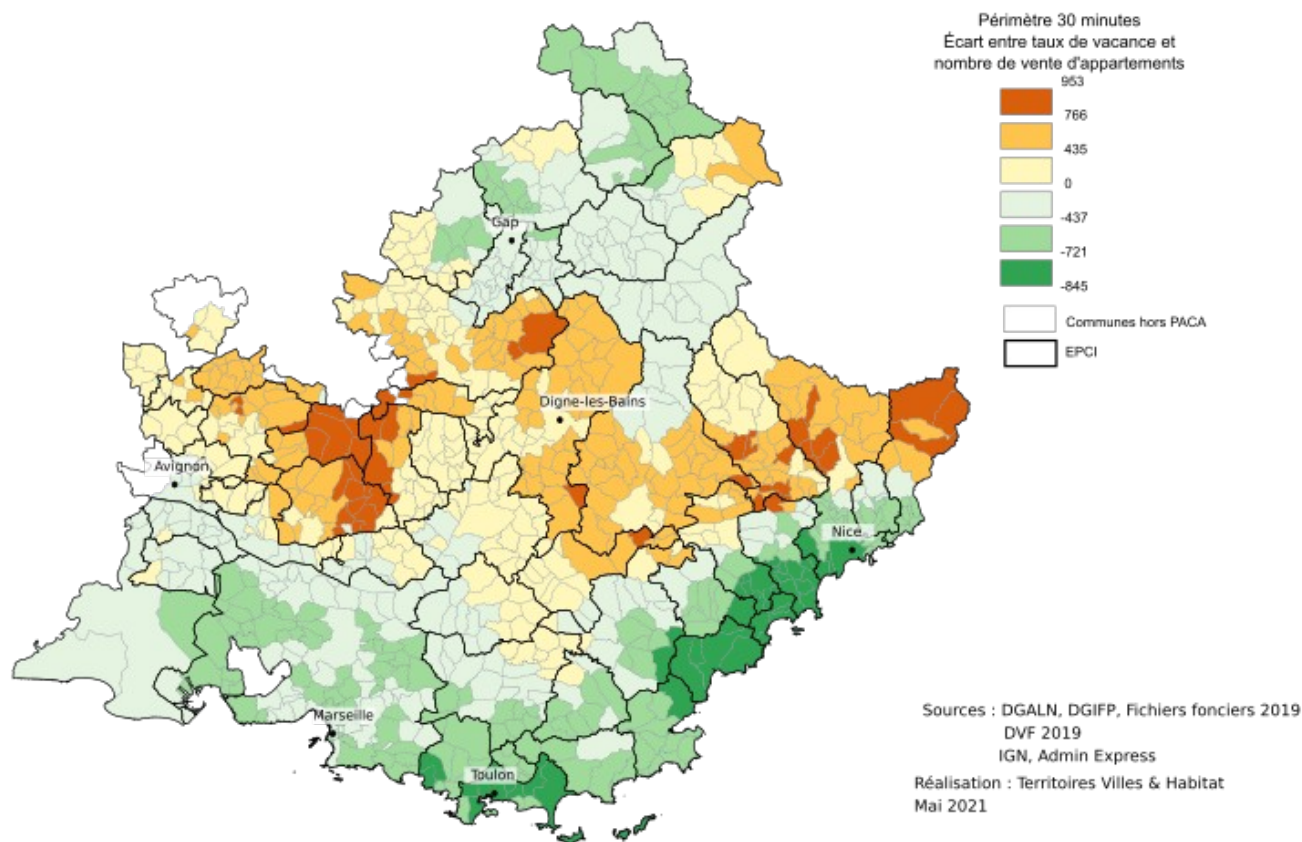 Périmètre 30 minutes
Écart entre taux de vacance et
nombre de vente d'appartements
953
766
435
0
-437
-721
-845
Communes hors PACA
EPCI
Gap
Digne-les-Bains
Avignon
Nice
Marseille
Toulon
Sources : DGALN, DGIFP, Fichiers fonciers 2019
DVF 2019
IGN, Admin Express
Réalisation : Territoires Villes & Habitat
Mai 2021